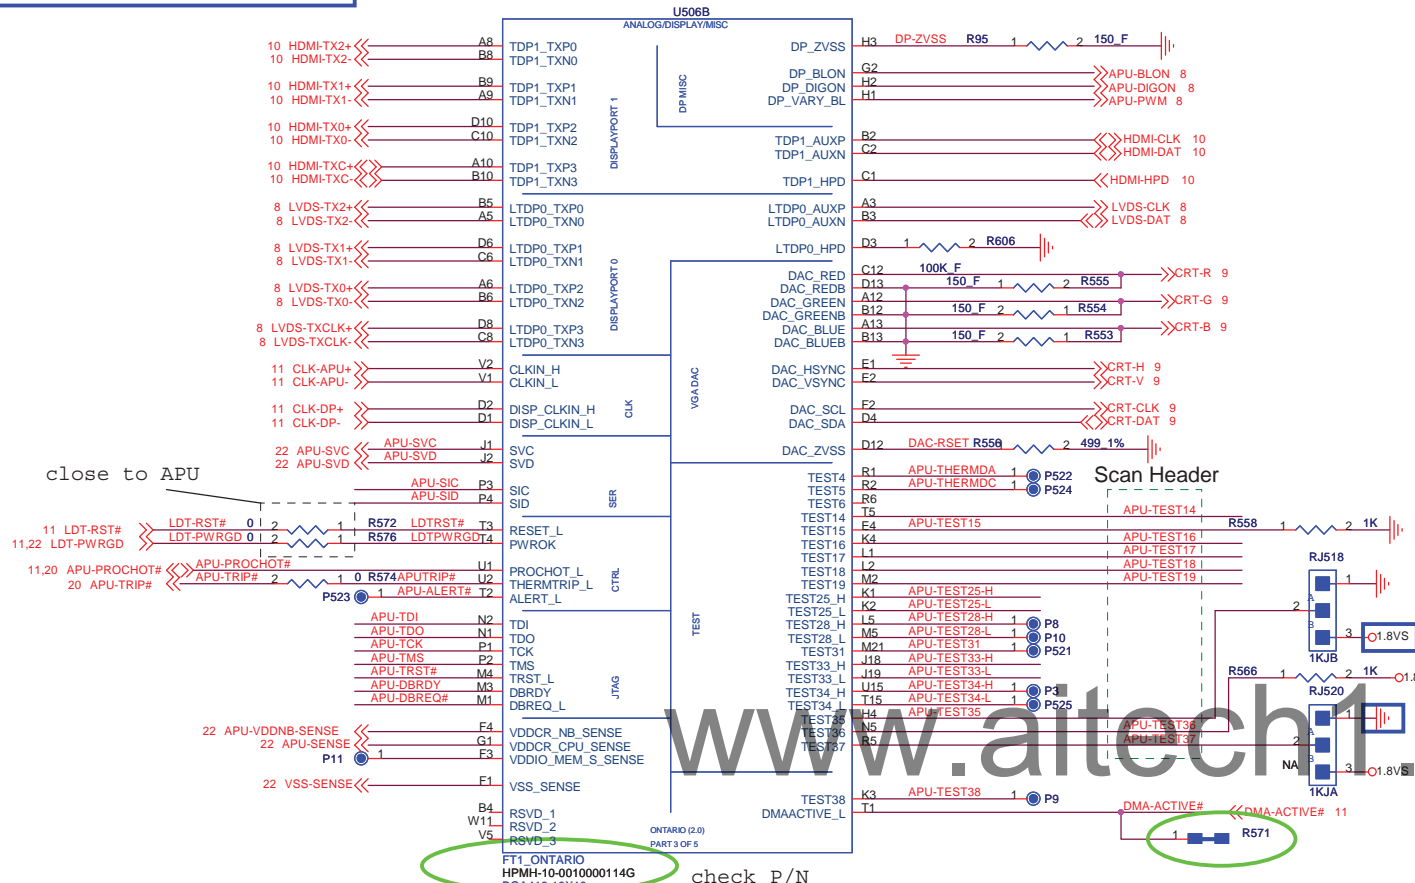 U506B
ANALOG/DISPLAY/MISC
10 HDMI-TX2+ A8 TDP1_TXP0
10 HDMI-TX2- B8 TDP1_TXN0
10 HDMI-TX1+ B9 TDP1_TXP1
10 HDMI-TX1- A9 TDP1_TXN1
10 HDMI-TX0+ D10 TDP1_TXP2
10 HDMI-TX0- C10 TDP1_TXN2
10 HDMI-TXC+ A10 TDP1_TXP3
10 HDMI-TXC- B10 TDP1_TXN3
DISPLAYPORT 1
8 LVDS-TX2+ B5 LTDP0_TXP0
8 LVDS-TX2- A5 LTDP0_TXN0
8 LVDS-TX1+ D6 LTDP0_TXP1
8 LVDS-TX1- C6 LTDP0_TXN1
8 LVDS-TX0+ A6 LTDP0_TXP2
8 LVDS-TX0- B6 LTDP0_TXN2
8 LVDS-TXCLK+ D8 LTDP0_TXP3
8 LVDS-TXCLK- C8 LTDP0_TXN3
DISPLAYPORT 0
11 CLK-APU+ V2 CLKIN_H
11 CLK-APU- V1 CLKIN_L
11 CLK-DP+ D2 DISP_CLKIN_H
11 CLK-DP- D1 DISP_CLKIN_L
CLK
22 APU-SVC APU-SVC J1 SVC
22 APU-SVD APU-SVD J2 SVD
close to APU
APU-SIC P3 SIC
APU-SID P4 SID
SER
11 LDT-RST# LDT-RST# 0 2 1 R572 LDTRST# T3 RESET_L
11,22 LDT-PWRGD LDT-PWRGD 0 2 1 R576 LDTPWRGD T4 PWROK
11,20 APU-PROCHOT# APU-PROCHOT# U1 PROCHOT_L
20 APU-TRIP# APU-TRIP# 2 1 0 R574 APUTRIP# U2 THERMTRIP_L
P523 1 APU-ALERT# T2 ALERT_L
CTRL
APU-TDI N2 TDI
APU-TDO N1 TDO
APU-TCK P1 TCK
APU-TMS P2 TMS
APU-TRST# M4 TRST_L
APU-DBRDY M3 DBRDY
APU-DBREQ# M1 DBREQ_L
JTAG
22 APU-VDDNB-SENSE F4 VDDCR_NB_SENSE
22 APU-SENSE G1 VDDCR_CPU_SENSE
P11 1 F3 VDDIO_MEM_S_SENSE
22 VSS-SENSE F1 VSS_SENSE
B4 RSVD_1
W11 RSVD_2
V5 RSVD_3
DP MISC
DP_ZVSS H3 DP-ZVSS R95 1 2 150_F
DP_BLON G2 APU-BLON 8
DP_DIGON H2 APU-DIGON 8
DP_VARY_BL H1 APU-PWM 8
TDP1_AUXP B2 HDMI-CLK 10
TDP1_AUXN C2 HDMI-DAT 10
TDP1_HPD C1 HDMI-HPD 10
LTDP0_AUXP A3 LVDS-CLK 8
LTDP0_AUXN B3 LVDS-DAT 8
LTDP0_HPD D3 1 2 R606
100K_F
VGA DAC
DAC_RED C12 CRT-R 9
DAC_REDB D13 150_F 1 2 R555
DAC_GREEN A12 CRT-G 9
DAC_GREENB B12 150_F 2 1 R554
DAC_BLUE A13 CRT-B 9
DAC_BLUEB B13 150_F 2 1 R553
DAC_HSYNC E1 CRT-H 9
DAC_VSYNC E2 CRT-V 9
DAC_SCL F2 CRT-CLK 9
DAC_SDA D4 CRT-DAT 9
DAC_ZVSS D12 DAC-RSET R556 1 2 499_1%
Scan Header
TEST
TEST4 R1 APU-THERMDA 1 P522
TEST5 R2 APU-THERMDC 1 P524
TEST6 R6
TEST14 T5 APU-TEST14
TEST15 E4 APU-TEST15 R558 1 2 1K
TEST16 K4 APU-TEST16
TEST17 L1 APU-TEST17
TEST18 L2 APU-TEST18
TEST19 M2 APU-TEST19
TEST25_H K1 APU-TEST25-H
TEST25_L K2 APU-TEST25-L
TEST28_H L5 APU-TEST28-H 1 P8
TEST28_L M5 APU-TEST28-L 1 P10
TEST31 M21 APU-TEST31 1 P521
TEST33_H J18 APU-TEST33-H
TEST33_L J19 APU-TEST33-L
TEST34_H U15 APU-TEST34-H 1 P3
TEST34_L T15 APU-TEST34-L 1 P525
TEST35 H4 APU-TEST35
TEST36 N5 APU-TEST36
TEST37 R5 APU-TEST37
TEST38 K3 APU-TEST38 1 P9
DMAACTIVE_L T1 DMA-ACTIVE# DMA-ACTIVE# 11
1 R571
RJ518
1
A
2
B
3 1.8VS
1KJB
R566 1 2 1K 1.8
RJ520
1
2
NA B
3 1.8VS
1KJA
www.aitech1.
ONTARIO (2.0)
PART 3 OF 5
FT1_ONTARIO
HPMH-10-0010000114G
check P/N